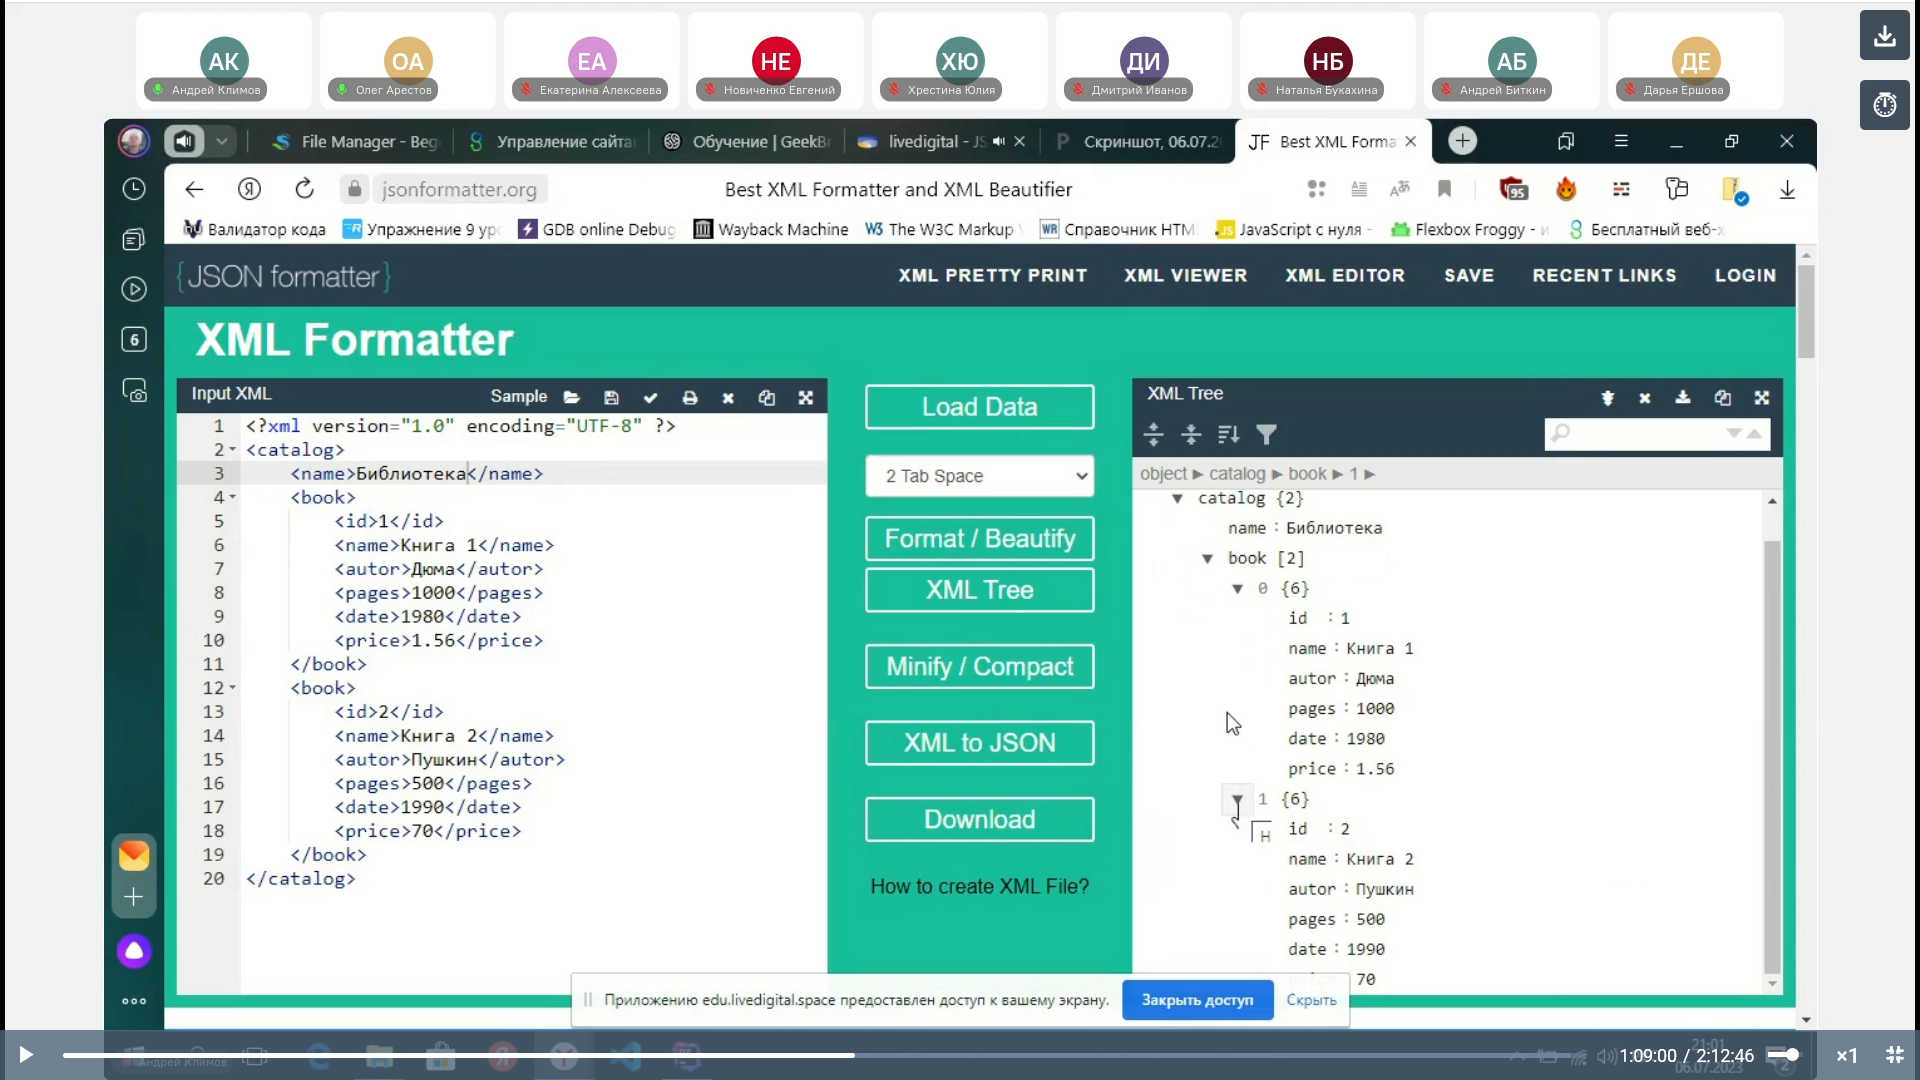 АК ОА ЕА НЕ ХЮ ДИ НБ АБ ДЕ
Андрей Климов Олег Арестов Екатерина Алексеева Новиченко Евгений Хрестина Юлия Дмитрий Иванов Наталья Букахина Андрей Биткин Дарья Ершова
File Manager - Beg Управление сайта Обучение | GeekB livedigital - JS Скриншот, 06.07.2 JF Best XML Forma
jsonformatter.org Best XML Formatter and XML Beautifier 95
Валидатор кода Упражнение 9 уро GDB online Debug Wayback Machine The W3C Markup Справочник HTM JavaScript с нуля - Flexbox Froggy - и Бесплатный веб-х
{JSON formatter} XML PRETTY PRINT XML VIEWER XML EDITOR SAVE RECENT LINKS LOGIN
6
XML Formatter
Input XML Sample
1 <?xml version="1.0" encoding="UTF-8" ?>
2 <catalog>
3 <name>Библиотека</name>
4 <book>
5 <id>1</id>
6 <name>Книга 1</name>
7 <autor>Дюма</autor>
8 <pages>1000</pages>
9 <date>1980</date>
10 <price>1.56</price>
11 </book>
12 <book>
13 <id>2</id>
14 <name>Книга 2</name>
15 <autor>Пушкин</autor>
16 <pages>500</pages>
17 <date>1990</date>
18 <price>70</price>
19 </book>
20 </catalog>
Load Data
2 Tab Space
Format / Beautify
XML Tree
Minify / Compact
XML to JSON
Download
How to create XML File?
XML Tree
object ► catalog ► book ► 1 ►
catalog {2}
name : Библиотека
book [2]
0 {6}
id : 1
name : Книга 1
autor : Дюма
pages : 1000
date : 1980
price : 1.56
1 {6}
Н
id : 2
name : Книга 2
autor : Пушкин
pages : 500
date : 1990
70
Приложению edu.livedigital.space предоставлен доступ к вашему экрану. Закрыть доступ Скрыть
Андрей Климов
21:01
06.07.2023
1:09:00 / 2:12:46 ×1